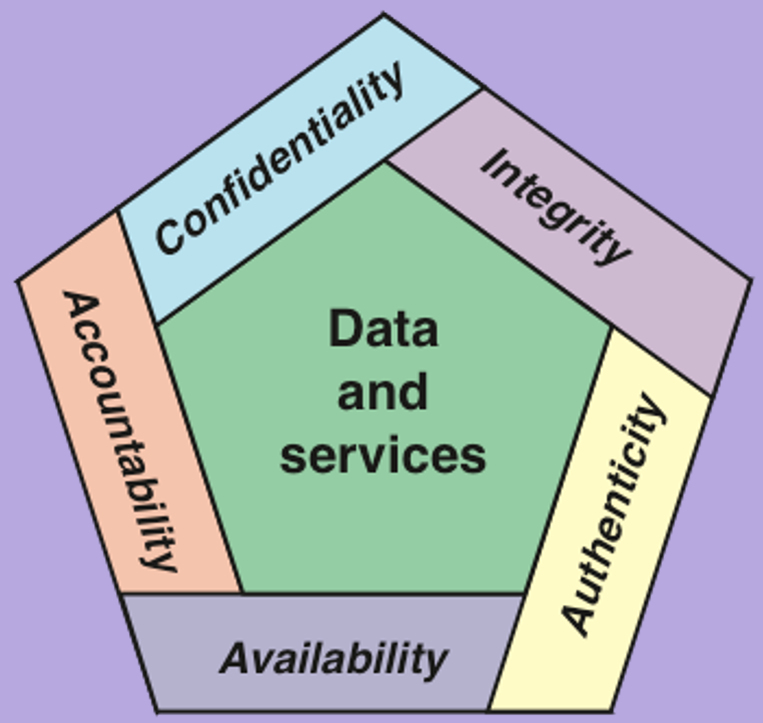 Confidentiality
Integrity
Accountability
Data
and
services
Authenticity
Availability